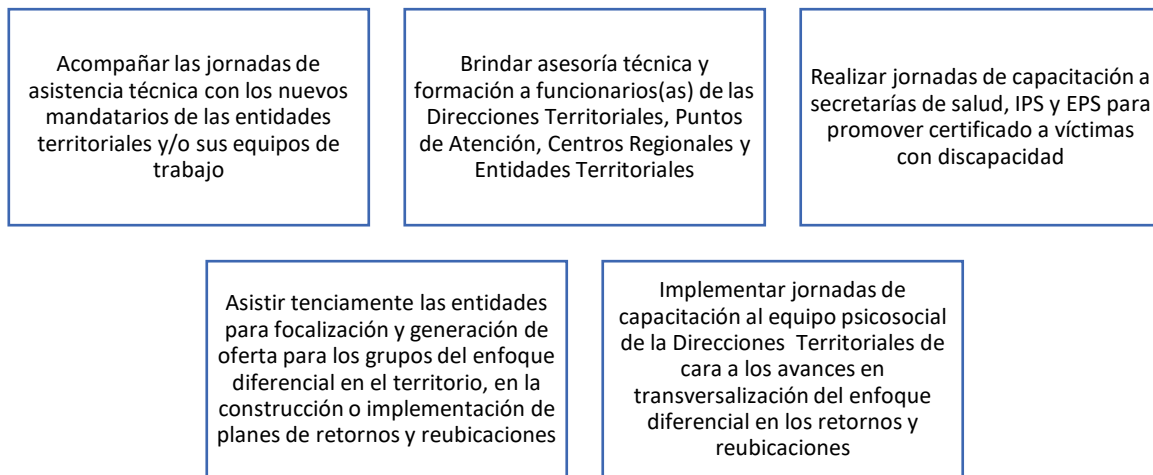 Acompañar las jornadas de
asistencia técnica con los nuevos
mandatarios de las entidades
territoriales y/o sus equipos de
trabajo
Brindar asesoría técnica y
formación a funcionarios(as) de las
Direcciones Territoriales, Puntos
de Atención, Centros Regionales y
Entidades Territoriales
Realizar jornadas de capacitación a
secretarías de salud, IPS y EPS para
promover certificado a víctimas
con discapacidad
Asistir tenciamente las entidades
para focalización y generación de
oferta para los grupos del enfoque
diferencial en el territorio, en la
construcción o implementación de
planes de retornos y reubicaciones
Implementar jornadas de
capacitación al equipo psicosocial
de la Direcciones Territoriales de
cara a los avances en
transversalización del enfoque
diferencial en los retornos y
reubicaciones